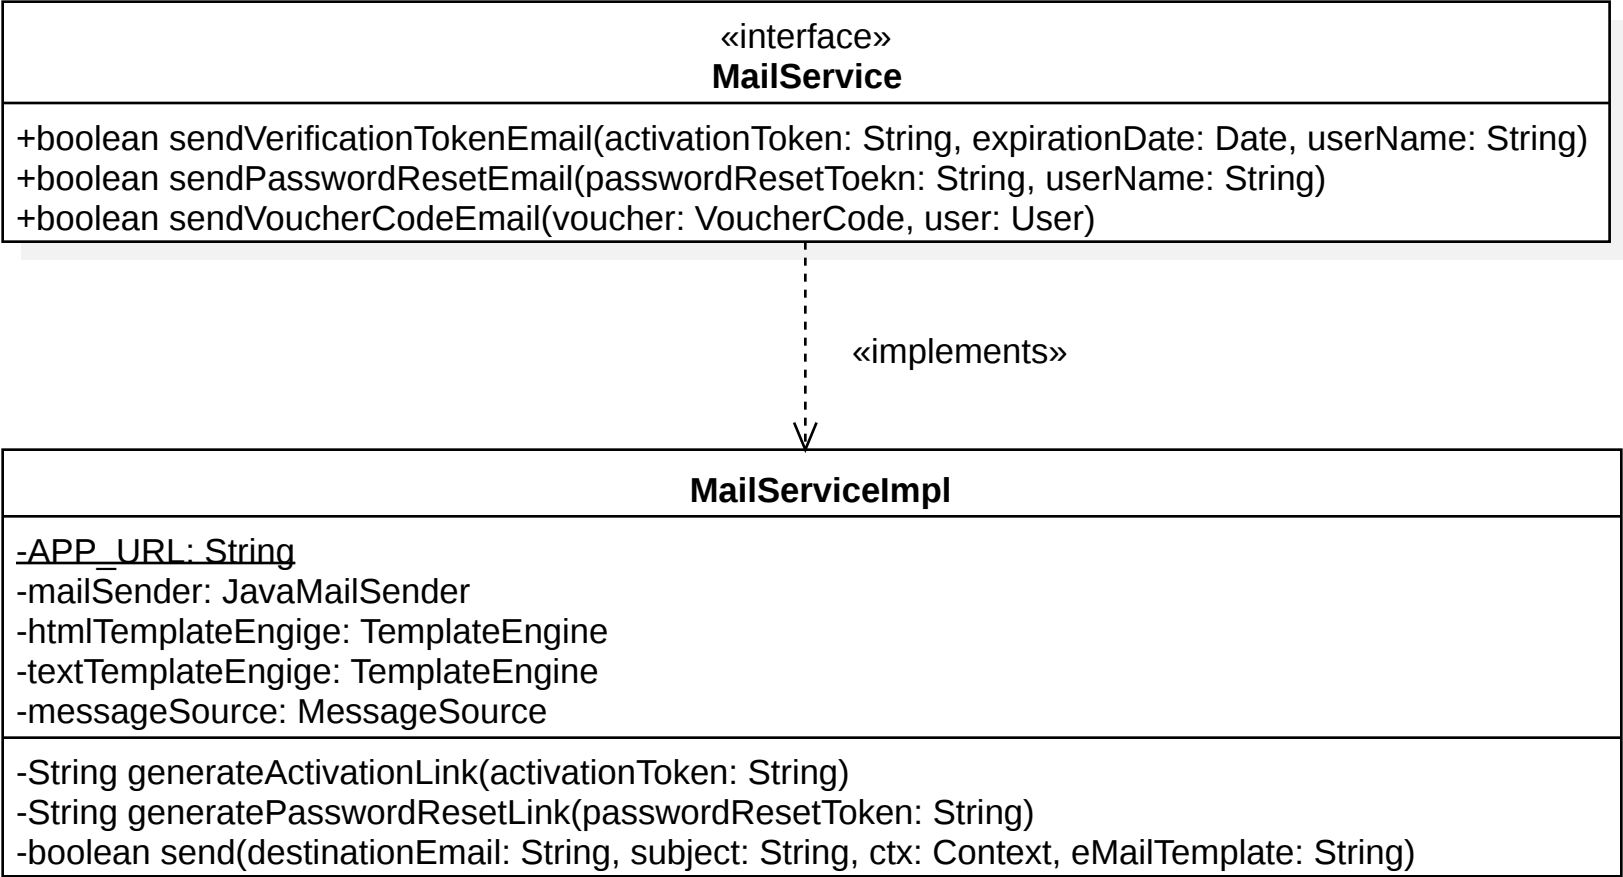 «interface»
MailService
+boolean sendVerificationTokenEmail(activationToken: String, expirationDate: Date, userName: String)
+boolean sendPasswordResetEmail(passwordResetToekn: String, userName: String)
+boolean sendVoucherCodeEmail(voucher: VoucherCode, user: User)
«implements»
MailServiceImpl
-APP_URL: String
-mailSender: JavaMailSender
-htmlTemplateEngige: TemplateEngine
-textTemplateEngige: TemplateEngine
-messageSource: MessageSource
-String generateActivationLink(activationToken: String)
-String generatePasswordResetLink(passwordResetToken: String)
-boolean send(destinationEmail: String, subject: String, ctx: Context, eMailTemplate: String)